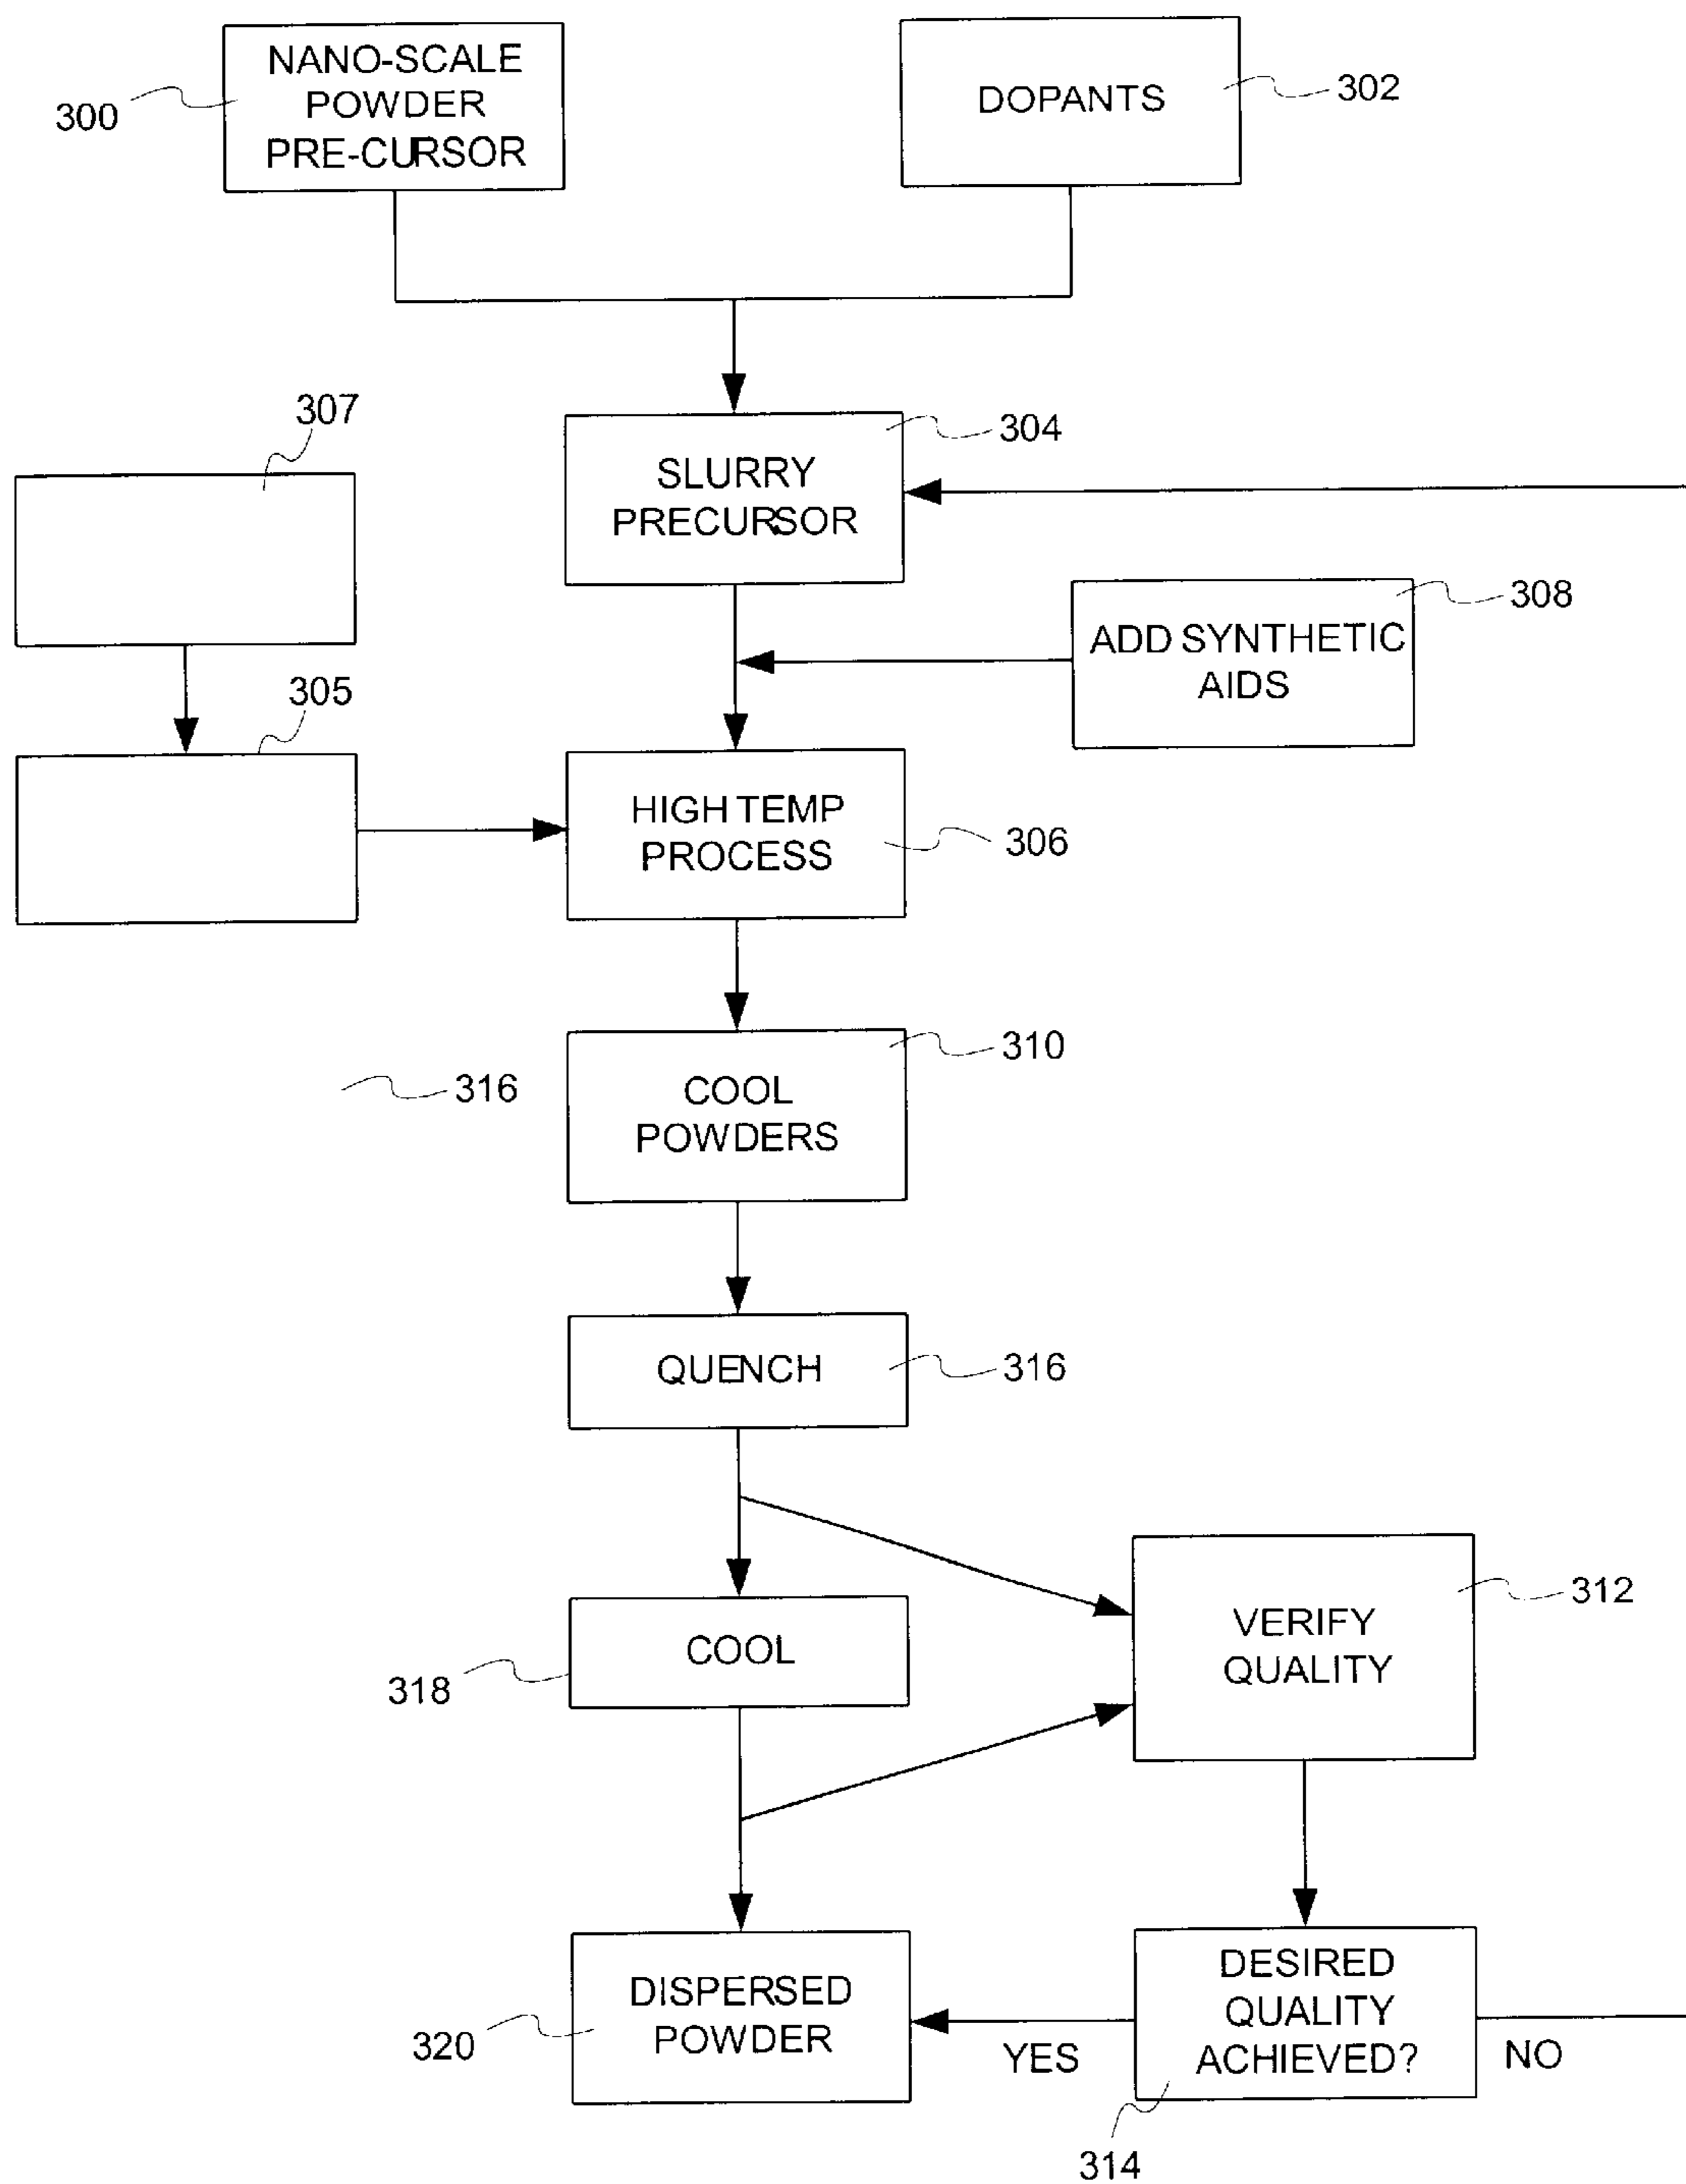 NANO-SCALE
POWDER
PRE-CURSOR
300
DOPANTS
302
307
SLURRY
PRECURSOR
304
ADD SYNTHETIC
AIDS
308
305
HIGH TEMP
PROCESS
306
COOL
POWDERS
310
316
QUENCH
316
COOL
318
VERIFY
QUALITY
312
DISPERSED
POWDER
320
YES
DESIRED
QUALITY
ACHIEVED?
NO
314